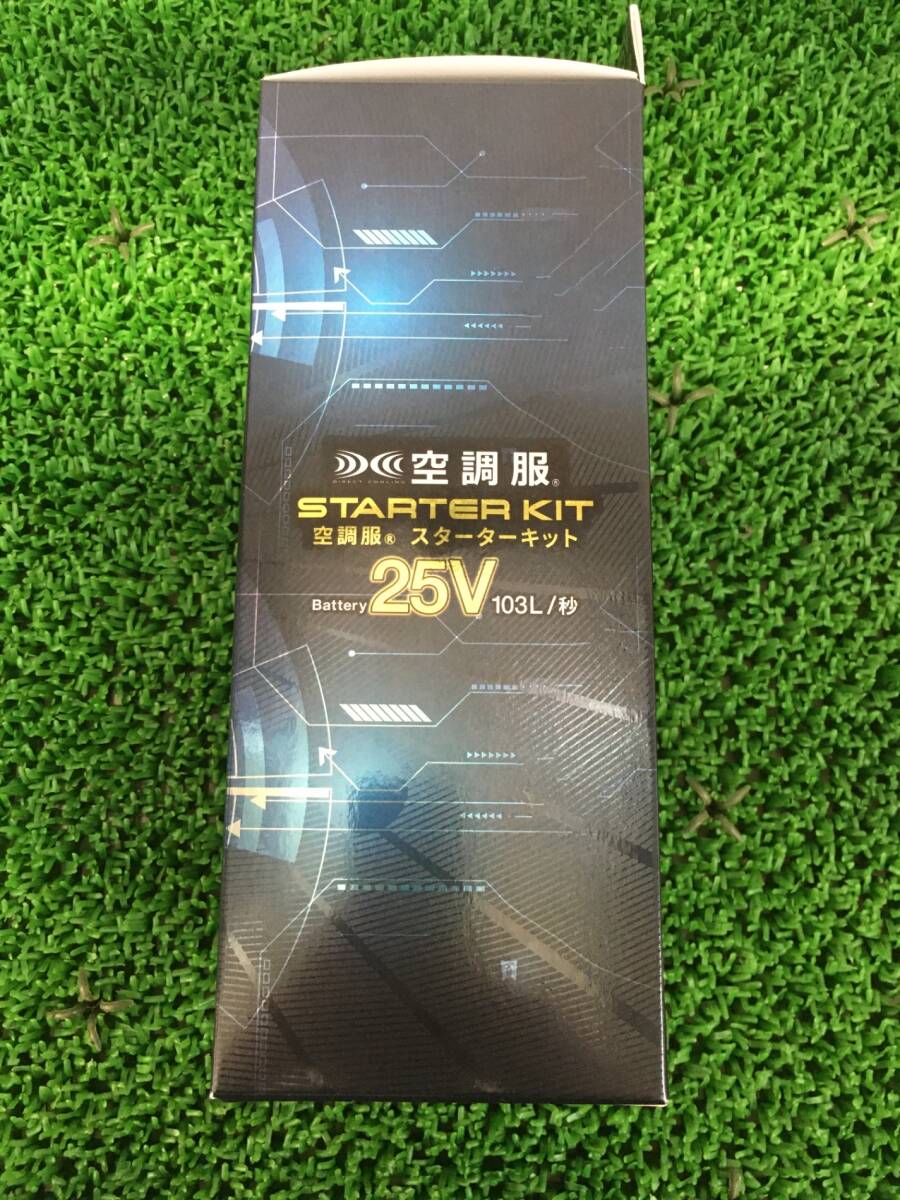 空調服®
DIRECT COOLING
STARTER KIT
空調服® スターターキット
Battery 25V 103L/秒